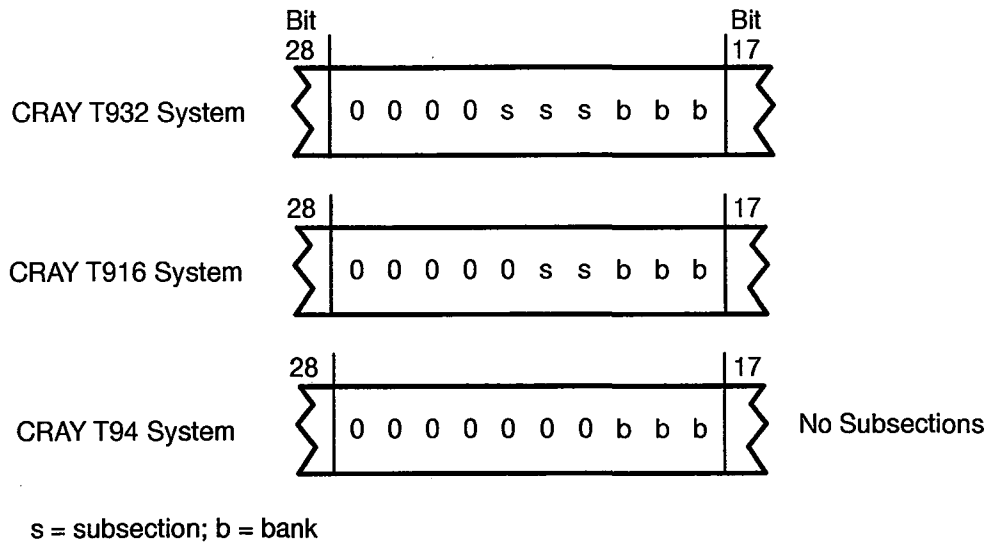 Bit Bit
28 17
CRAY T932 System 0 0 0 0 s s s b b b
28 17
CRAY T916 System 0 0 0 0 0 s s b b b
28 17
CRAY T94 System 0 0 0 0 0 0 0 b b b No Subsections
s = subsection; b = bank